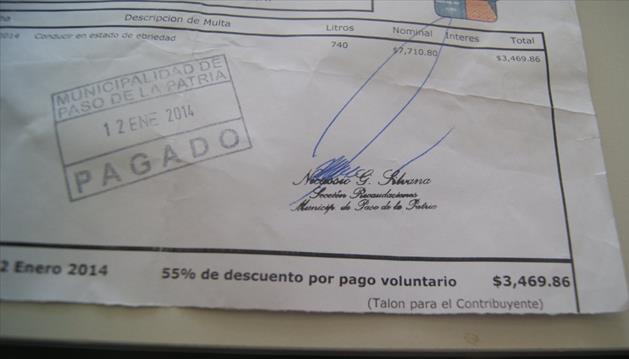 Descripcion de Multa Litros Nominal Interes Total
2014 Conducir en estado de ebriedad 740 $7,710.80 $3,469.86
MUNICIPALIDAD DE
PASO DE LA PATRIA
12 ENE 2014
PAGADO
G. Silvana
Sección Recaudaciones
Municip de Paso de la Patria
2 Enero 2014 55% de descuento por pago voluntario $3,469.86
(Talon para el Contribuyente)